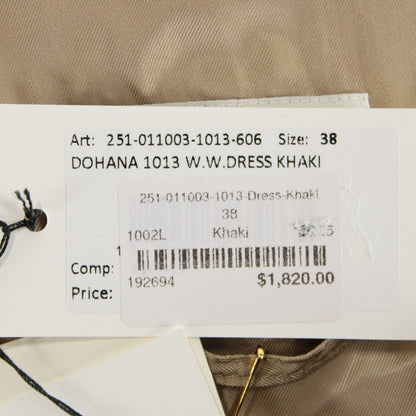 Art: 251-011003-1013-606 Size: 38
DOHANA 1013 W.W.DRESS KHAKI
251-011003-1013-Dress-Khaki
38
1002L Khaki
Comp:
192694 $1,820.00
Price: